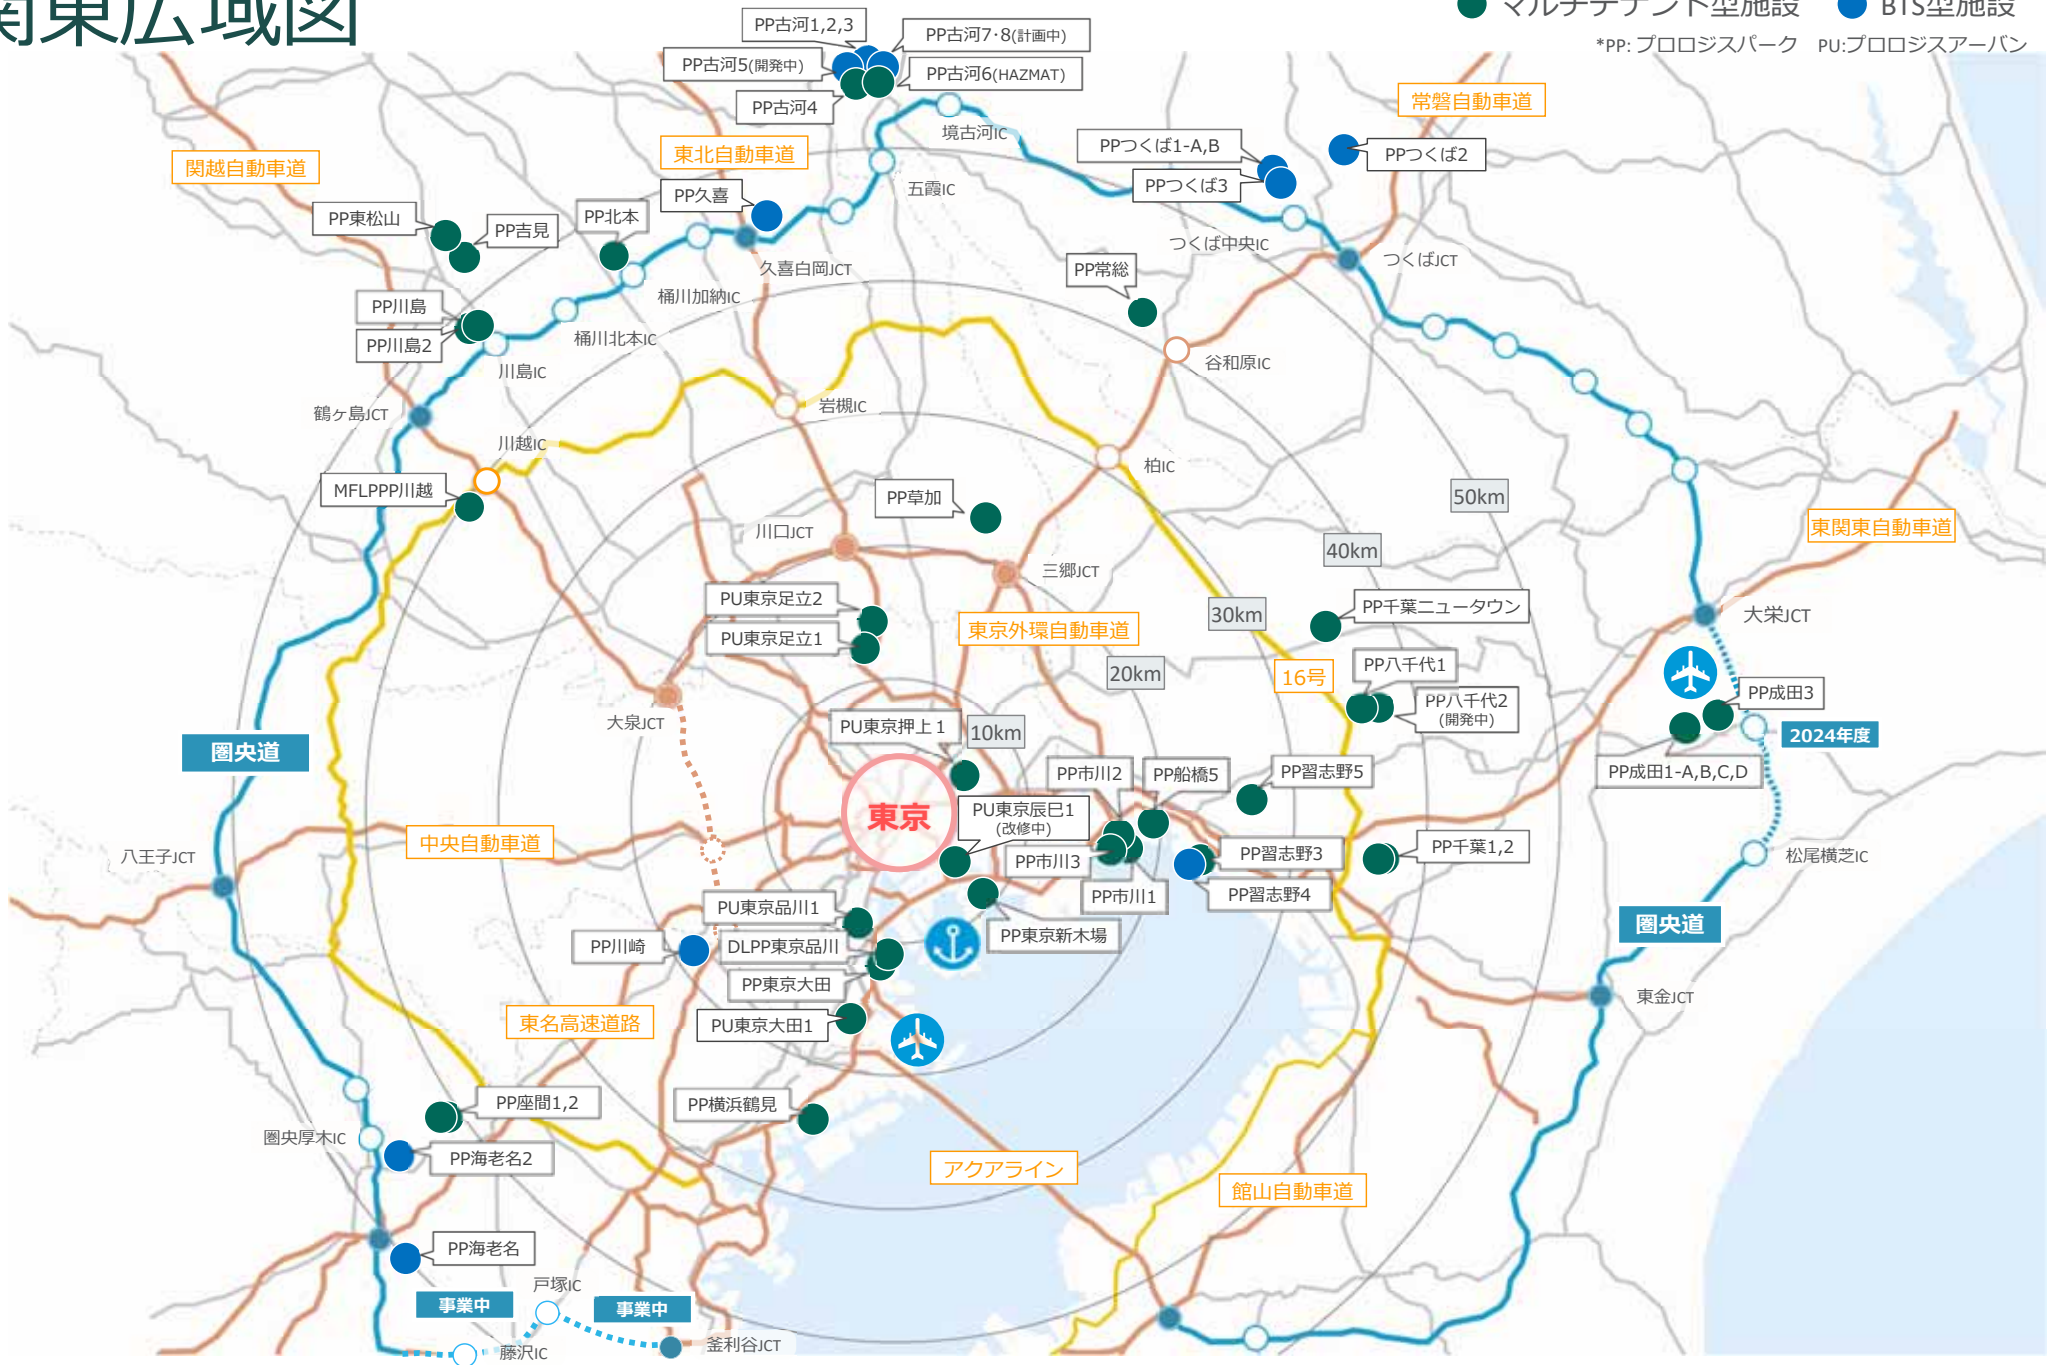 関東広域図
マルチテナント型施設
BTS型施設
*PP: プロロジスパーク　PU:プロロジスアーバン
PP古河1,2,3
PP古河7・8(計画中)
PP古河5(開発中)
PP古河6(HAZMAT)
PP古河4
境古河IC
常磐自動車道
関越自動車道
東北自動車道
PPつくば1-A,B
PPつくば2
五霞IC
PPつくば3
PP久喜
PP東松山
PP吉見
PP北本
つくば中央IC
つくばJCT
久喜白岡JCT
PP常総
桶川加納IC
PP川島
PP川島2
桶川北本IC
川島IC
谷和原IC
鶴ヶ島JCT
岩槻IC
川越IC
柏IC
MFLPPP川越
PP草加
50km
川口JCT
40km
東関東自動車道
三郷JCT
PU東京足立2
PU東京足立1
30km
PP千葉ニュータウン
大栄JCT
東京外環自動車道
20km
16号
PP八千代1
PP八千代2
(開発中)
PP成田3
大泉JCT
PU東京押上1
10km
2024年度
圏央道
PP市川2
PP船橋5
PP習志野5
PP成田1-A,B,C,D
東京
PU東京辰巳1
(改修中)
中央自動車道
八王子JCT
PP市川3
PP習志野3
PP千葉1,2
松尾横芝IC
PP市川1
PP習志野4
PU東京品川1
圏央道
PP川崎
DLPP東京品川
PP東京新木場
PP東京大田
東金JCT
東名高速道路
PU東京大田1
PP座間1,2
PP横浜鶴見
圏央厚木IC
PP海老名2
アクアライン
館山自動車道
PP海老名
戸塚IC
事業中
事業中
釜利谷JCT
藤沢IC